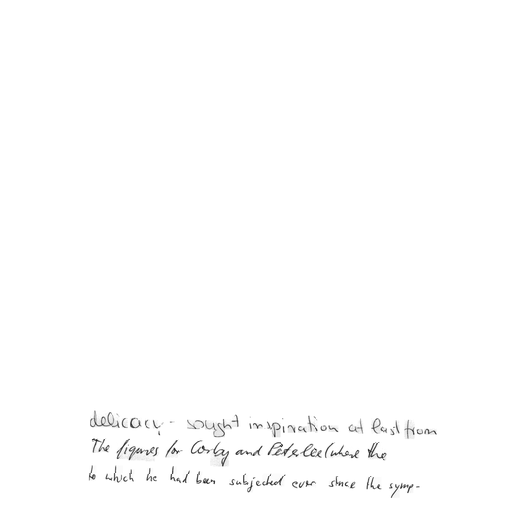 delicacy - sought inspiration at last from
The figures for Corby and Peterlee (where the
to which he had been subjected ever since the symp-